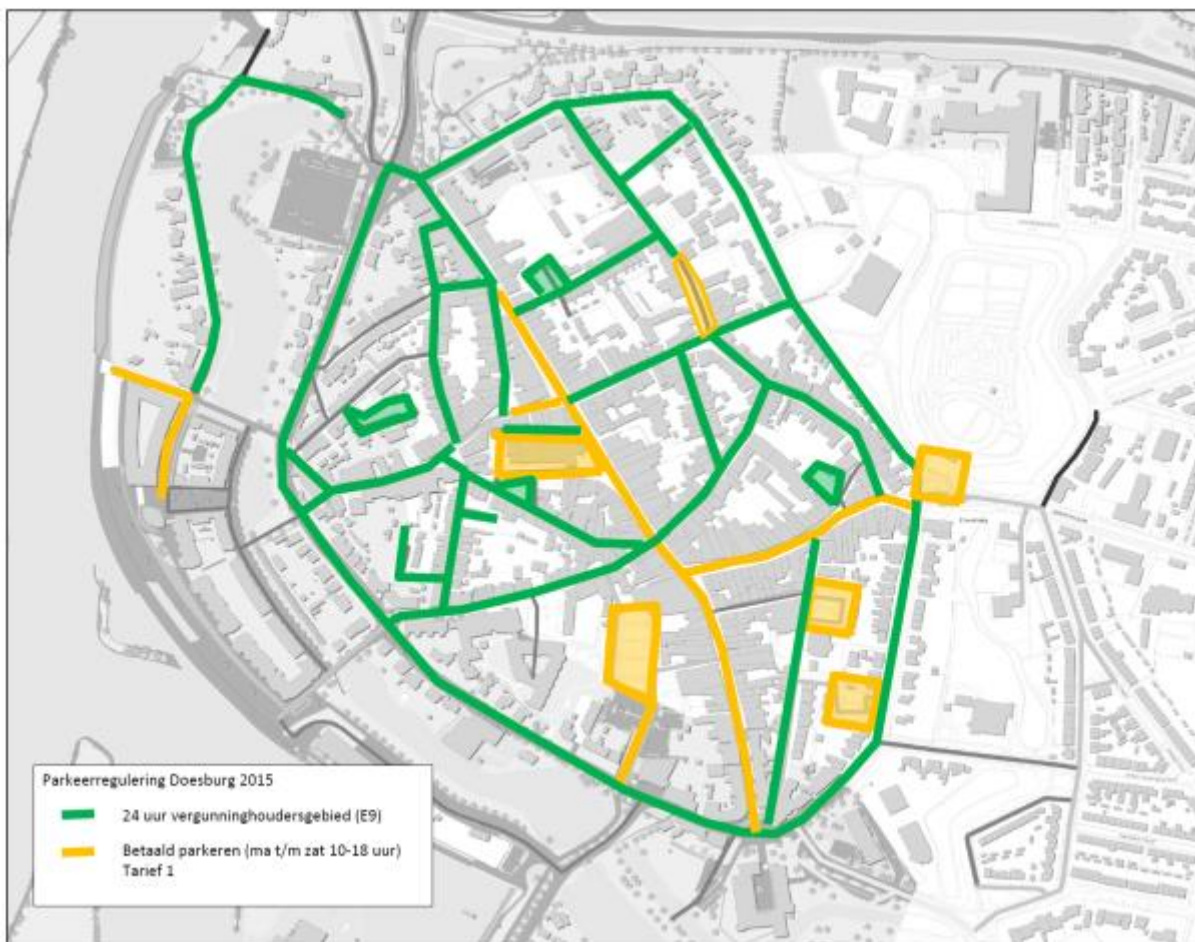 Parkeerregulering Doesburg 2015
24 uur vergunninghoudersgebied (E9)
Betaald parkeren (ma t/m zat 10-18 uur)
Tarief 1